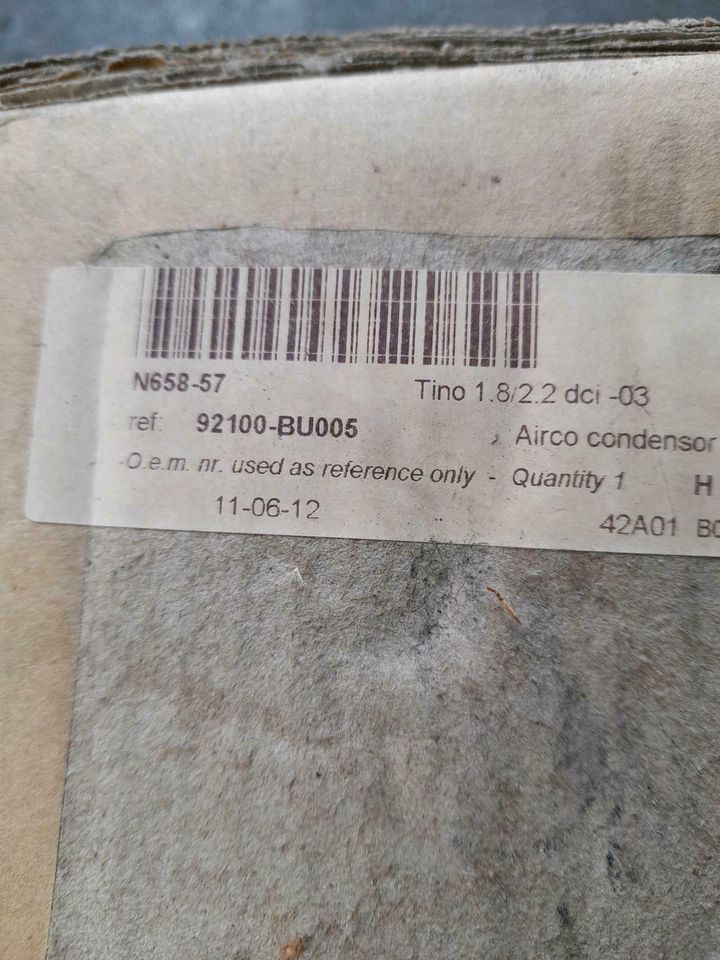 N658-57 Tino 1.8/2.2 dci -03
ref: 92100-BU005 Airco condensor
O.e.m. nr. used as reference only - Quantity 1 H
11-06-12 42A01